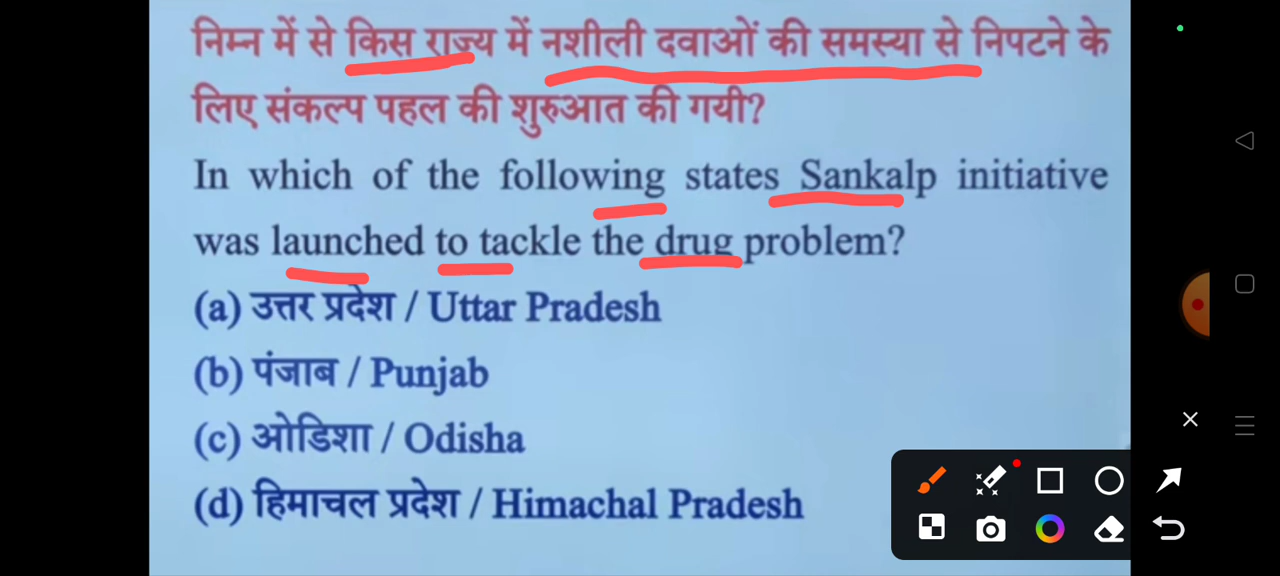 निम्न में से किस राज्य में नशीली दवाओं की समस्या से निपटने के
लिए संकल्प पहल की शुरुआत की गयी?
In which of the following states Sankalp initiative
was launched to tackle the drug problem?
(a) उत्तर प्रदेश / Uttar Pradesh
(b) पंजाब / Punjab
(c) ओडिशा / Odisha
(d) हिमाचल प्रदेश / Himachal Pradesh